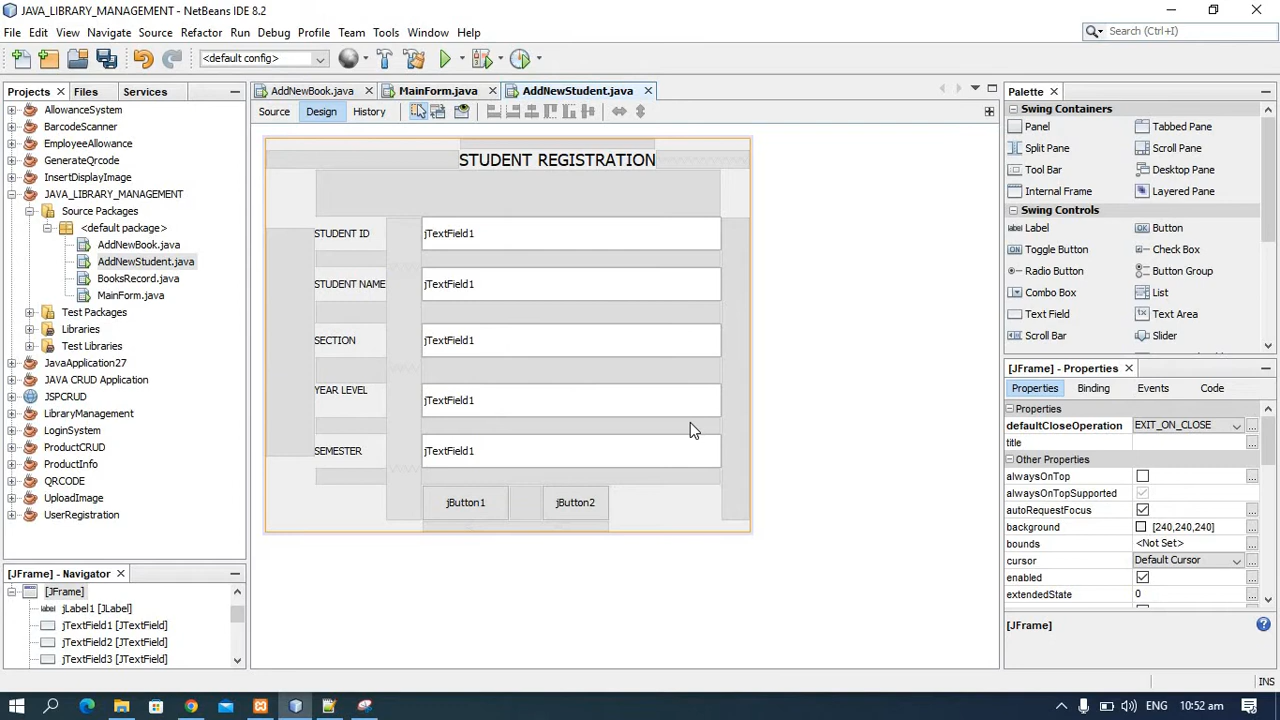 JAVA_LIBRARY_MANAGEMENT - NetBeans IDE 8.2
File Edit View Navigate Source Refactor Run Debug Profile Team Tools Window Help
Search (Ctrl+I)
<default config>
Projects Files Services
AddNewBook.java MainForm.java AddNewStudent.java
Palette
Source Design History
AllowanceSystem
BarcodeScanner
EmployeeAllowance
GenerateQrcode
InsertDisplayImage
JAVA_LIBRARY_MANAGEMENT
Source Packages
<default package>
AddNewBook.java
AddNewStudent.java
BooksRecord.java
MainForm.java
Test Packages
Libraries
Test Libraries
JavaApplication27
JAVA CRUD Application
JSPCRUD
LibraryManagement
LoginSystem
ProductCRUD
ProductInfo
QRCODE
UploadImage
UserRegistration
STUDENT REGISTRATION
STUDENT ID jTextField1
STUDENT NAME jTextField1
SECTION jTextField1
YEAR LEVEL jTextField1
SEMESTER jTextField1
jButton1 jButton2
Swing Containers
Panel Tabbed Pane
Split Pane Scroll Pane
Tool Bar Desktop Pane
Internal Frame Layered Pane
Swing Controls
Label Button
Toggle Button Check Box
Radio Button Button Group
Combo Box List
Text Field Text Area
Scroll Bar Slider
[JFrame] - Properties
Properties Binding Events Code
Properties
defaultCloseOperation EXIT_ON_CLOSE
title
Other Properties
alwaysOnTop
alwaysOnTopSupported
autoRequestFocus
background [240,240,240]
bounds <Not Set>
cursor Default Cursor
enabled
extendedState 0
[JFrame]
[JFrame] - Navigator
[JFrame]
jLabel1 [JLabel]
jTextField1 [JTextField]
jTextField2 [JTextField]
jTextField3 [JTextField]
INS
ENG 10:52 am